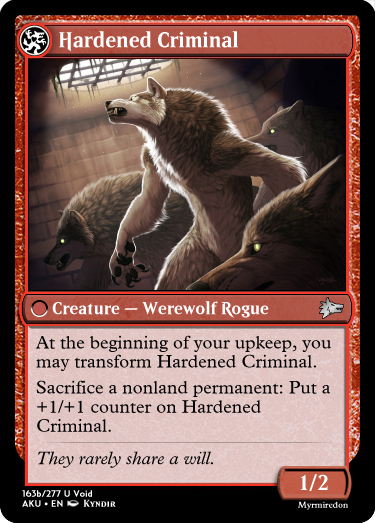 Hardened Criminal
Creature — Werewolf Rogue
At the beginning of your upkeep, you
may transform Hardened Criminal.
Sacrifice a nonland permanent: Put a
+1/+1 counter on Hardened
Criminal.
They rarely share a will.
1/2
163b/277 U Void
AKU • EN Kyndir
Myrmiredon